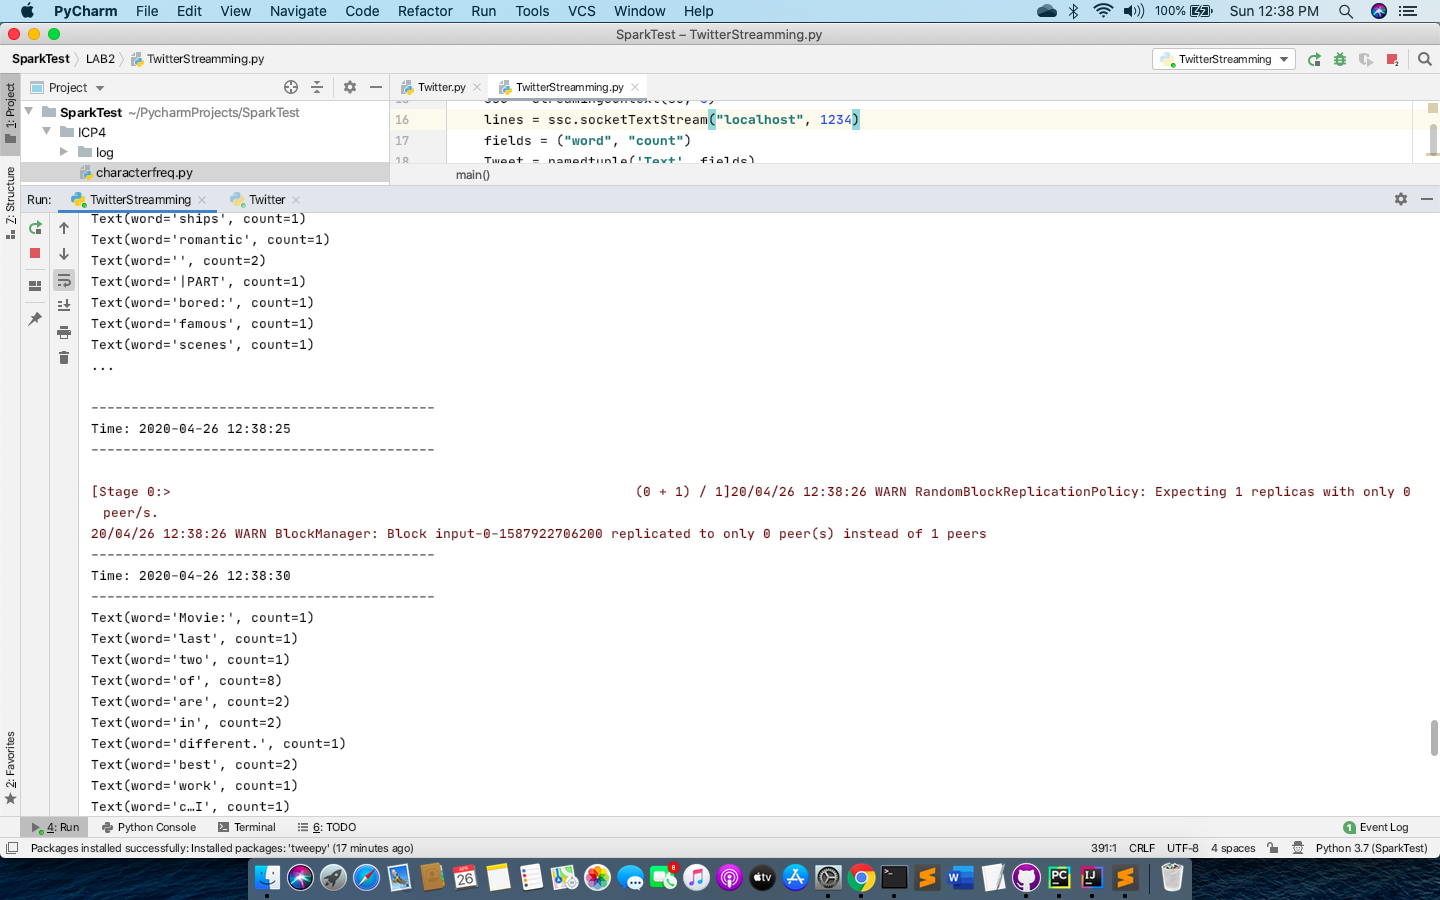 PyCharm File Edit View Navigate Code Refactor Run Tools VCS Window Help 100% Sun 12:38 PM
SparkTest – TwitterStreamming.py
SparkTest LAB2 TwitterStreamming.py TwitterStreamming
Project Twitter.py TwitterStreamming.py
1: Project
SparkTest ~/PycharmProjects/SparkTest
ICP4
log
characterfreq.py
16 lines = ssc.socketTextStream("localhost", 1234)
17 fields = ("word", "count")
18 Tweet = namedtuple('Text', fields)
main()
7: Structure
Run: TwitterStreamming Twitter
Text(word='ships', count=1)
Text(word='romantic', count=1)
Text(word='', count=2)
Text(word='|PART', count=1)
Text(word='bored:', count=1)
Text(word='famous', count=1)
Text(word='scenes', count=1)
...
-------------------------------------------
Time: 2020-04-26 12:38:25
-------------------------------------------
[Stage 0:> (0 + 1) / 1]20/04/26 12:38:26 WARN RandomBlockReplicationPolicy: Expecting 1 replicas with only 0
peer/s.
20/04/26 12:38:26 WARN BlockManager: Block input-0-1587922706200 replicated to only 0 peer(s) instead of 1 peers
-------------------------------------------
Time: 2020-04-26 12:38:30
-------------------------------------------
Text(word='Movie:', count=1)
Text(word='last', count=1)
Text(word='two', count=1)
Text(word='of', count=8)
Text(word='are', count=2)
Text(word='in', count=2)
Text(word='different.', count=1)
Text(word='best', count=2)
Text(word='work', count=1)
Text(word='c…I', count=1)
2: Favorites
4: Run Python Console Terminal 6: TODO 1 Event Log
Packages installed successfully: Installed packages: 'tweepy' (17 minutes ago) 391:1 CRLF UTF-8 4 spaces Python 3.7 (SparkTest)
APR 26 8 tv W PC IJ